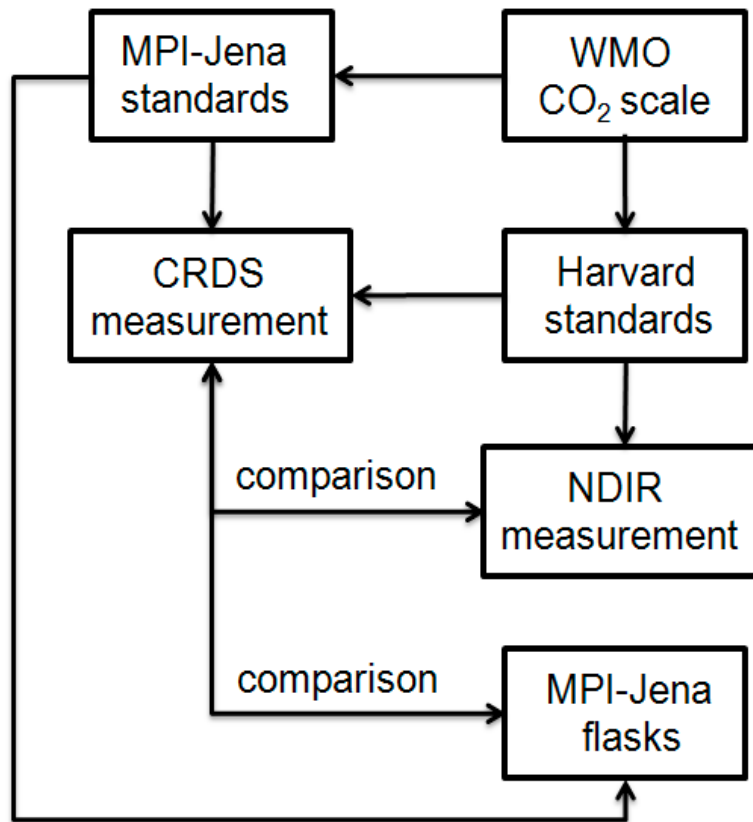 MPI-Jena
standards
WMO
CO₂ scale
CRDS
measurement
Harvard
standards
comparison
NDIR
measurement
comparison
MPI-Jena
flasks